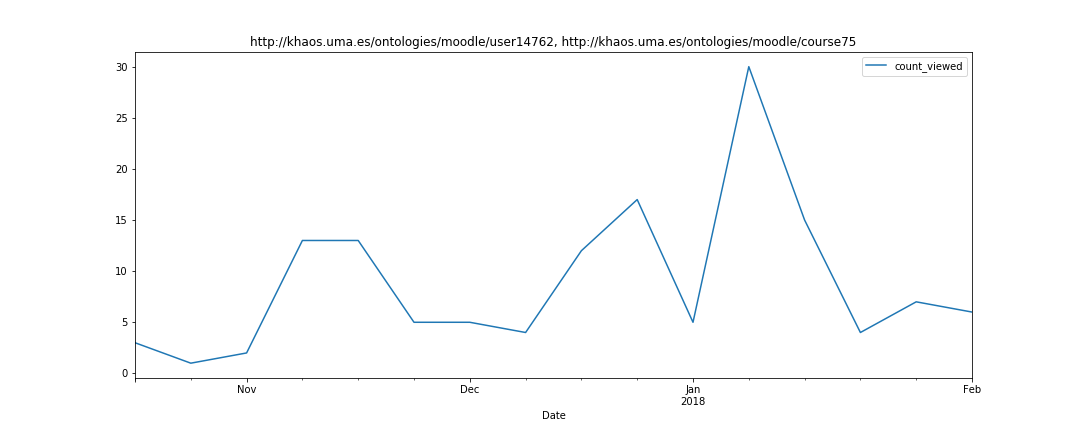 http://khaos.uma.es/ontologies/moodle/user14762, http://khaos.uma.es/ontologies/moodle/course75
count_viewed
30
25
20
15
10
5
0
Nov Dec Jan Feb
2018
Date